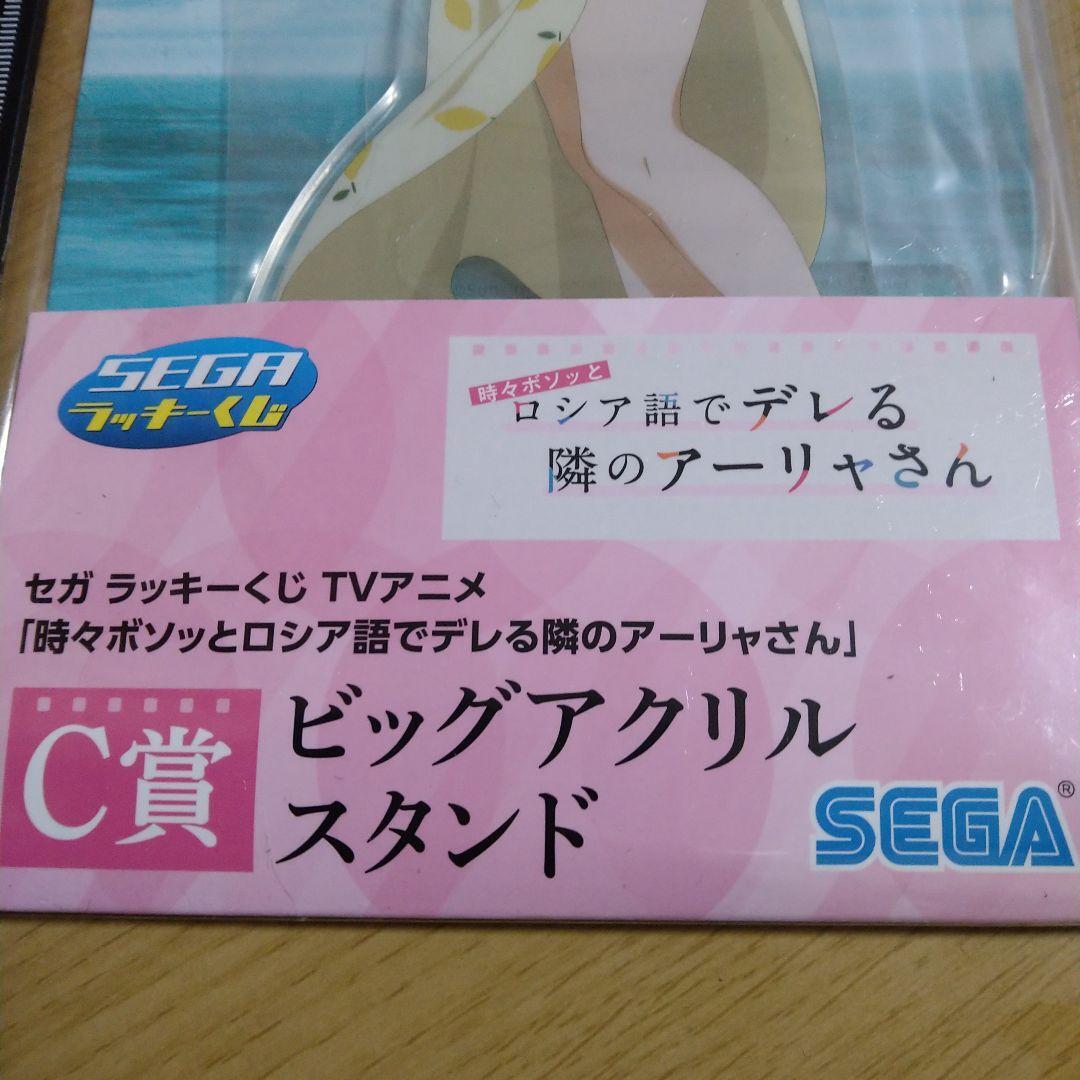 SEGA
ラッキーくじ
時々ボソッと
ロシア語でデレる
隣のアーリャさん
セガ ラッキーくじ TVアニメ
「時々ボソッとロシア語でデレる隣のアーリャさん」
C賞
ビッグアクリル
スタンド
SEGA®